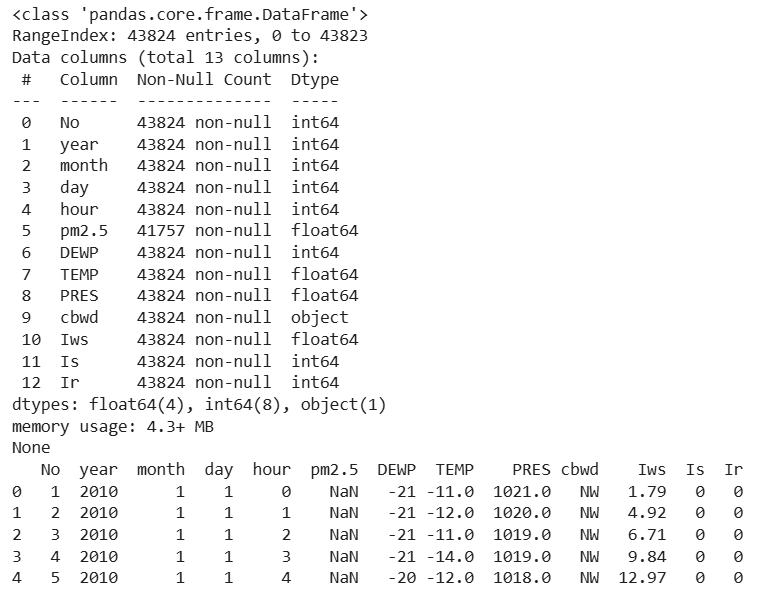 <class 'pandas.core.frame.DataFrame'>
RangeIndex: 43824 entries, 0 to 43823
Data columns (total 13 columns):
 #   Column  Non-Null Count  Dtype
---  ------  --------------  -----
 0   No      43824 non-null  int64
 1   year    43824 non-null  int64
 2   month   43824 non-null  int64
 3   day     43824 non-null  int64
 4   hour    43824 non-null  int64
 5   pm2.5   41757 non-null  float64
 6   DEWP    43824 non-null  int64
 7   TEMP    43824 non-null  float64
 8   PRES    43824 non-null  float64
 9   cbwd    43824 non-null  object
 10  Iws     43824 non-null  float64
 11  Is      43824 non-null  int64
 12  Ir      43824 non-null  int64
dtypes: float64(4), int64(8), object(1)
memory usage: 4.3+ MB
None
   No  year  month  day  hour  pm2.5  DEWP  TEMP    PRES cbwd    Iws  Is  Ir
0   1  2010      1    1     0    NaN   -21 -11.0  1021.0   NW   1.79   0   0
1   2  2010      1    1     1    NaN   -21 -12.0  1020.0   NW   4.92   0   0
2   3  2010      1    1     2    NaN   -21 -11.0  1019.0   NW   6.71   0   0
3   4  2010      1    1     3    NaN   -21 -14.0  1019.0   NW   9.84   0   0
4   5  2010      1    1     4    NaN   -20 -12.0  1018.0   NW  12.97   0   0